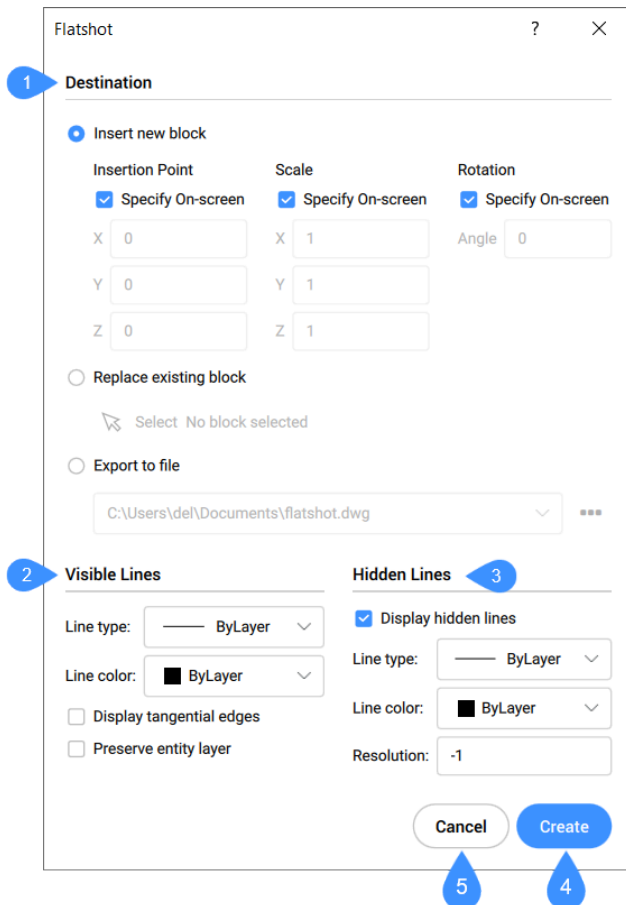 Flatshot ?
1 Destination
Insert new block
Insertion Point Scale Rotation
Specify On-screen Specify On-screen Specify On-screen
X 0 X 1 Angle 0
Y 0 Y 1
Z 0 Z 1
Replace existing block
Select No block selected
Export to file
C:\Users\del\Documents\flatshot.dwg
2 Visible Lines
Line type: ByLayer
Line color: ByLayer
Display tangential edges
Preserve entity layer
Hidden Lines 3
Display hidden lines
Line type: ByLayer
Line color: ByLayer
Resolution: -1
Cancel Create
5 4